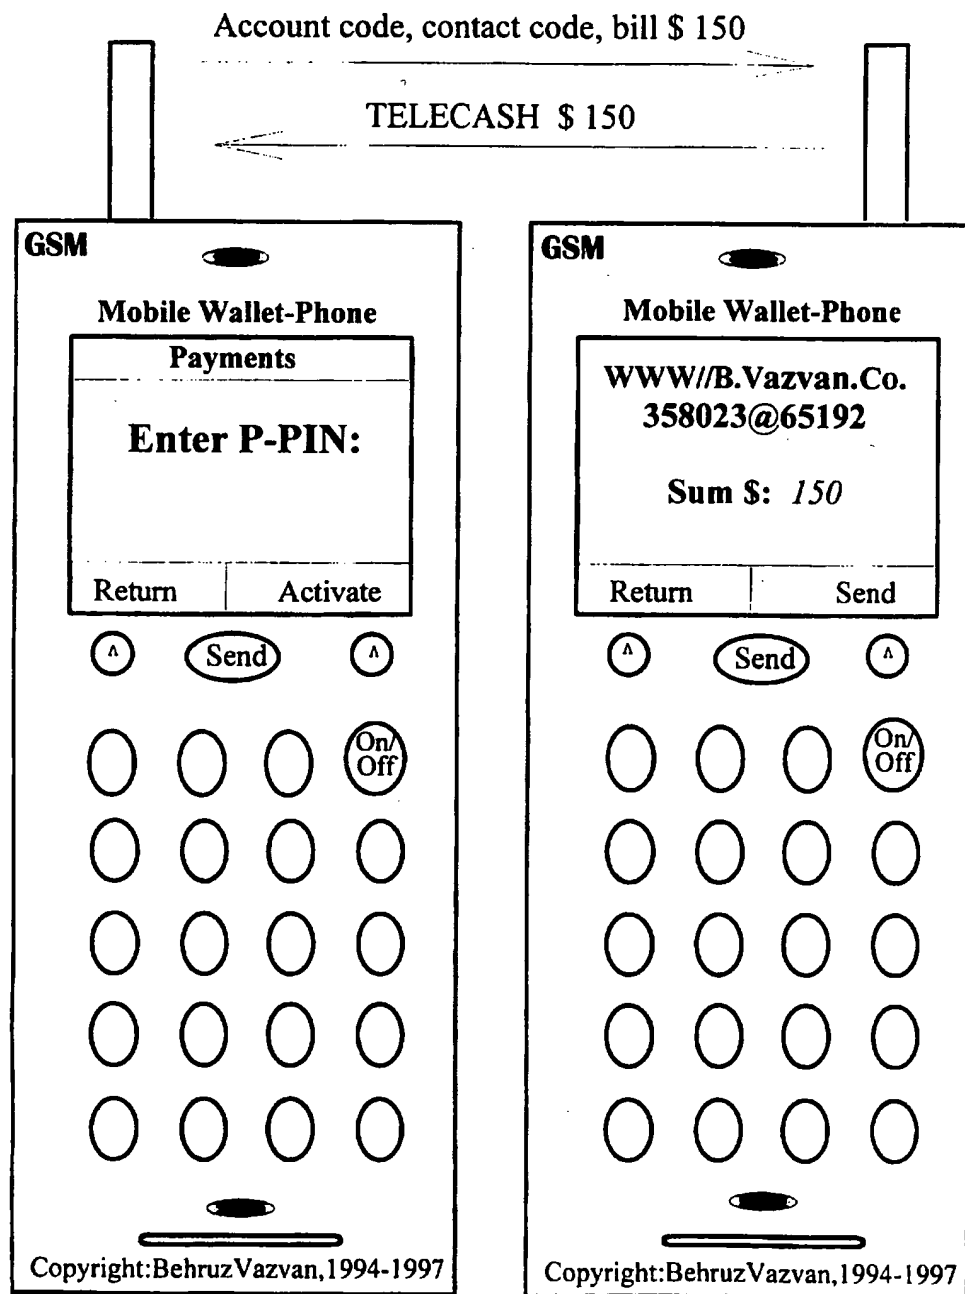 Account code, contact code, bill $ 150
TELECASH $ 150
GSM
Mobile Wallet-Phone
Payments
Enter P-PIN:
Return Activate
^ Send ^
On/
Off
Copyright:BehruzVazvan,1994-1997
GSM
Mobile Wallet-Phone
WWW//B.Vazvan.Co.
358023@65192
Sum $: 150
Return Send
^ Send ^
On/
Off
Copyright:BehruzVazvan,1994-1997